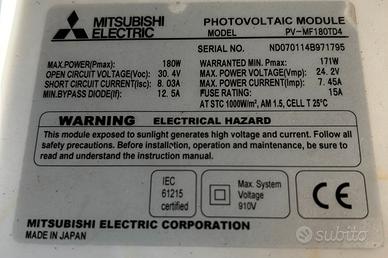 MITSUBISHI ELECTRIC
PHOTOVOLTAIC MODULE
MODEL PV-MF180TD4
SERIAL NO. ND070114B971795
MAX.POWER(Pmax) 180W
WARRANTED MIN. Pmax: 171W
OPEN CIRCUIT VOLTAGE(Voc) 30.4V
MAX. POWER VOLTAGE(Vmp) 24.2V
SHORT CIRCUIT CURRENT(Isc) 8.03A
MAX. POWER CURRENT(Imp) 7.45A
MIN.BYPASS DIODE(If) 12.5A
FUSE 15A
AT STC 1000W/m², AM 1.5, CELL T 25°C
WARNING ELECTRICAL HAZARD
This module exposed to sunlight generates high voltage and current. Follow all
safety precautions. Before installation, operation and maintenance, be sure to
read and understand the instruction manual.
IEC
61215
certified
Max. System
Voltage
910V
CE
MITSUBISHI ELECTRIC CORPORATION
MADE IN JAPAN
subito